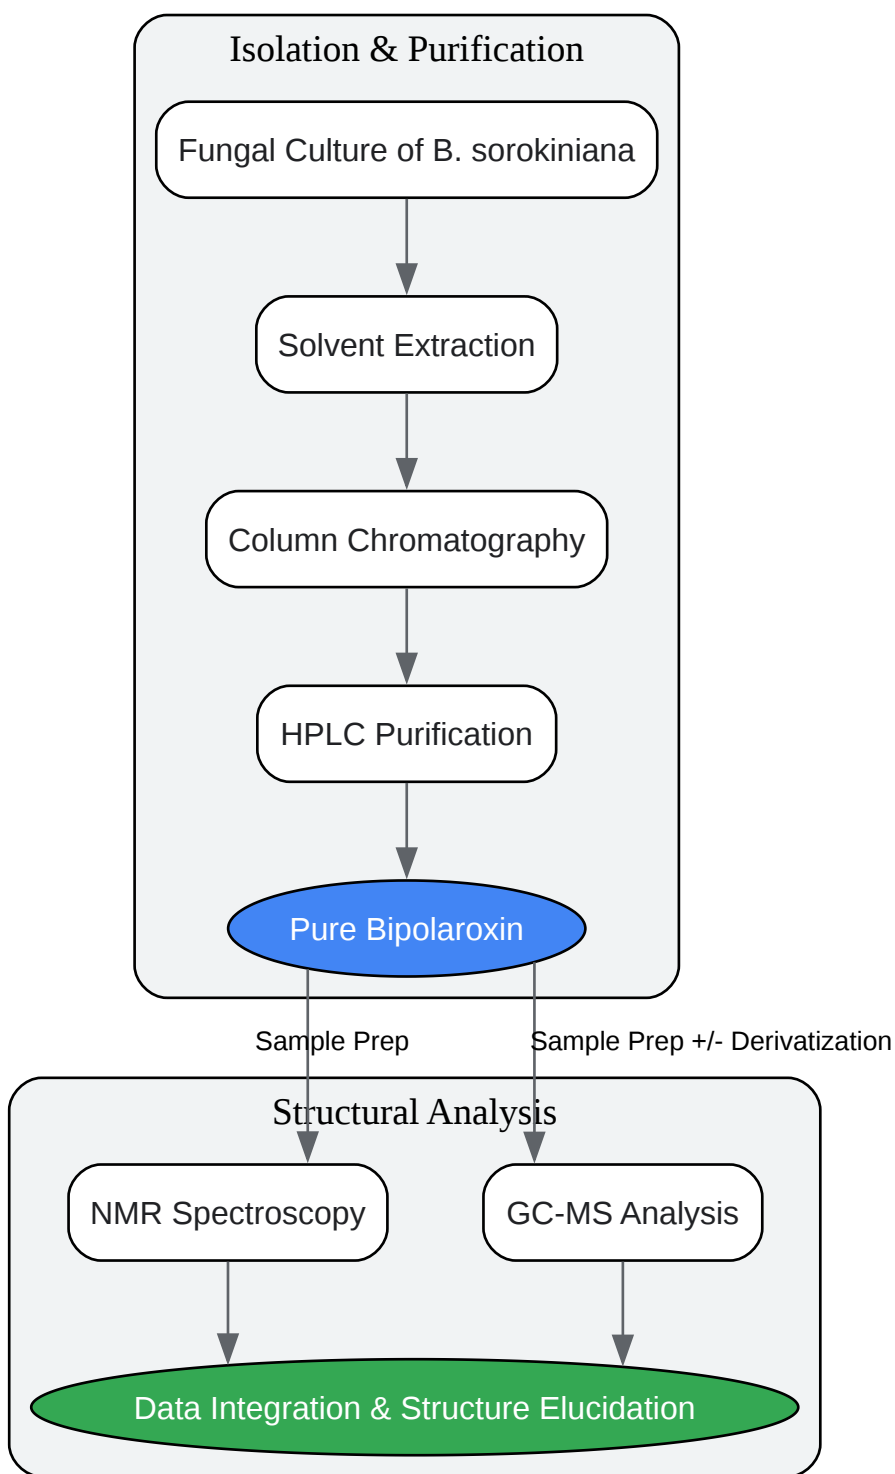 Isolation & Purification
Fungal Culture of B. sorokiniana
Solvent Extraction
Column Chromatography
HPLC Purification
Pure Bipolaroxin
Sample Prep
Sample Prep +/- Derivatization
Structural Analysis
NMR Spectroscopy
GC-MS Analysis
Data Integration & Structure Elucidation